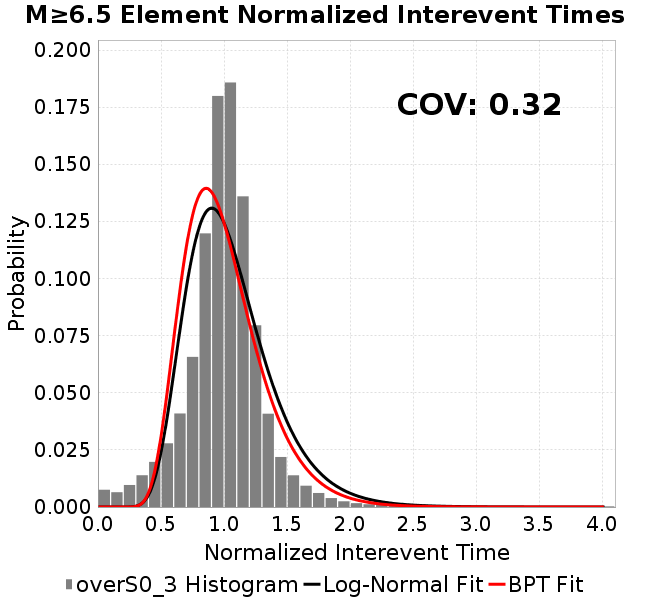 M≥6.5 Element Normalized Interevent Times
COV: 0.32
Probability
0.200
0.175
0.150
0.125
0.100
0.075
0.050
0.025
0.000
0.0 0.5 1.0 1.5 2.0 2.5 3.0 3.5 4.0
Normalized Interevent Time
overS0_3 Histogram Log-Normal Fit BPT Fit